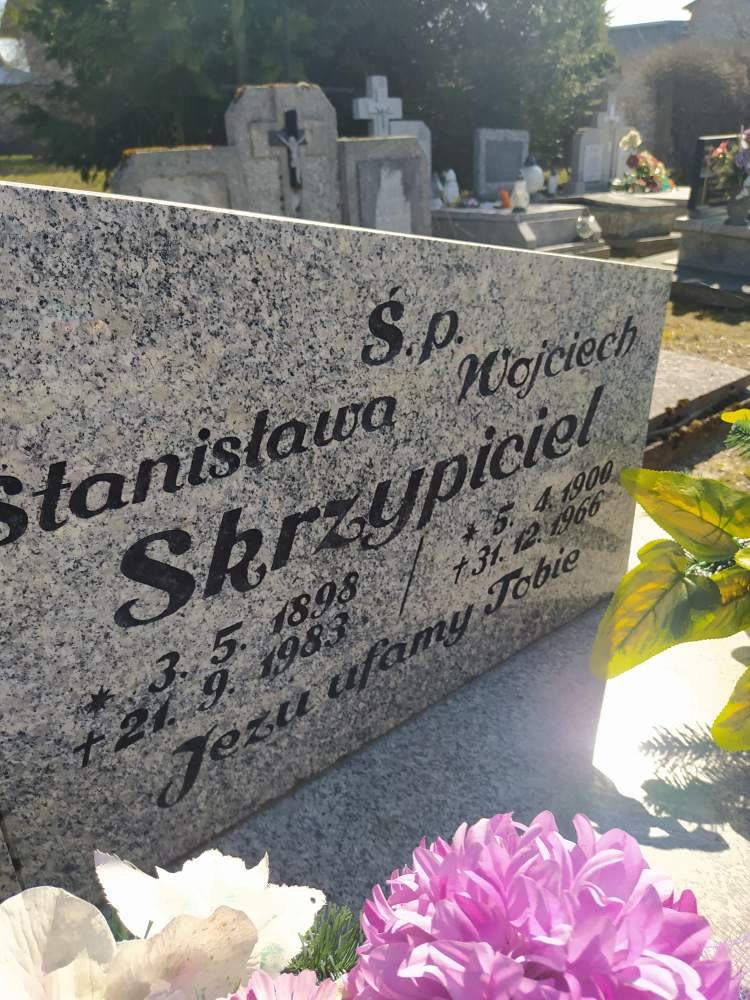 Ś.p.
Stanisława Wojciech
Skrzypiciel
* 3. 5. 1898 / * 5. 4. 1900
† 21. 9. 1983 † 31. 12. 1966
Jezu ufamy Tobie